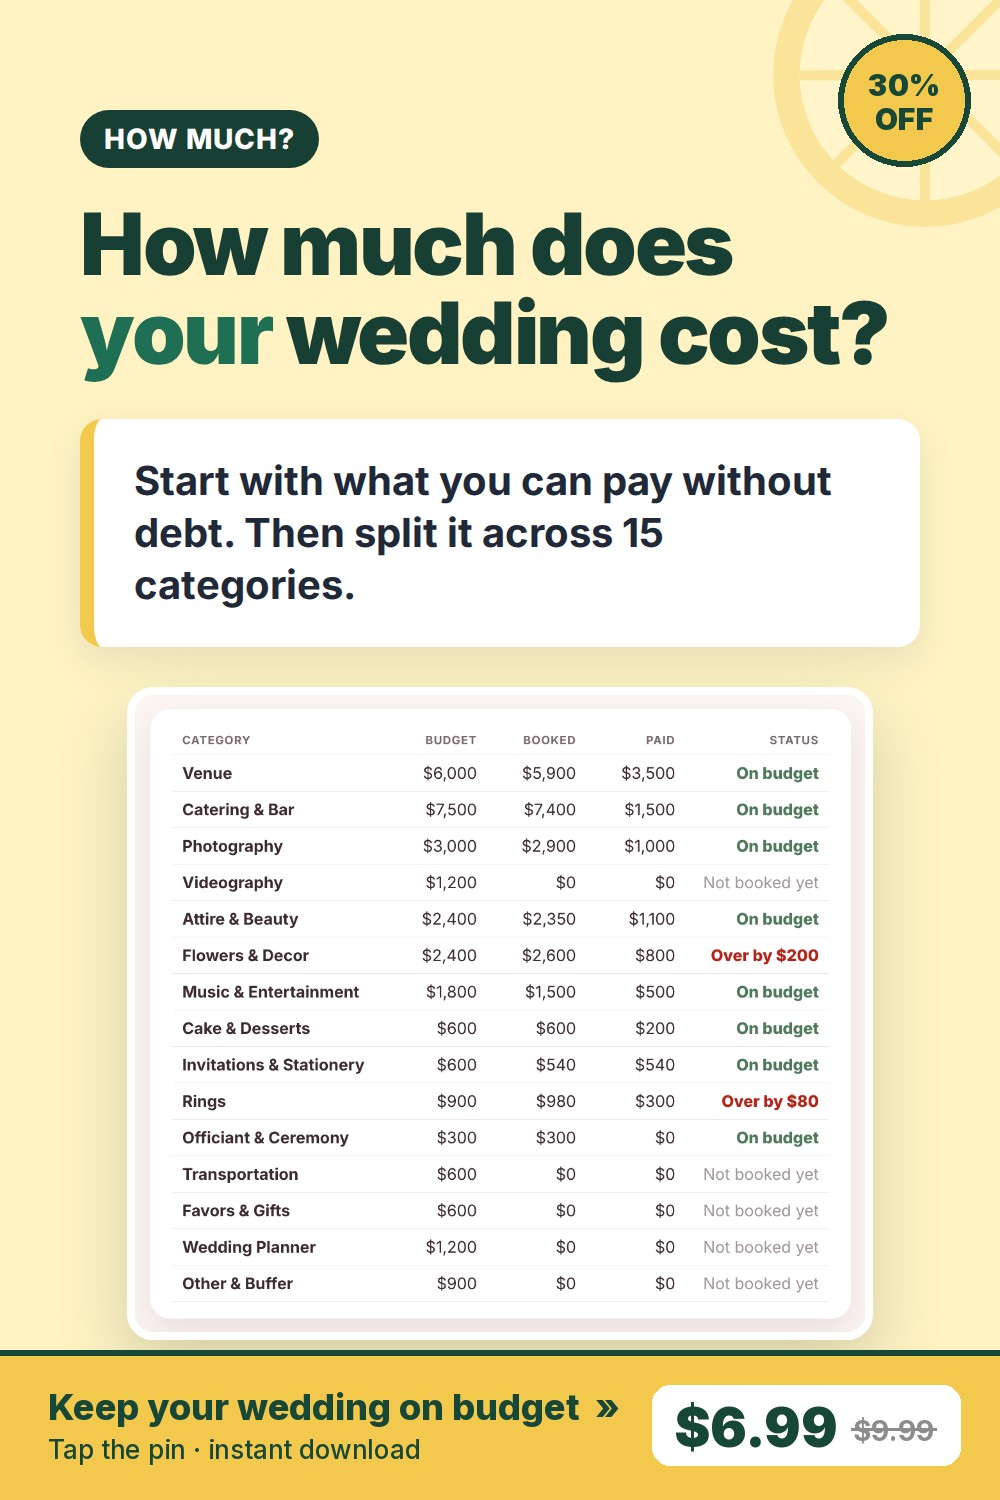 30%
OFF
HOW MUCH?
How much does
your wedding cost?
Start with what you can pay without
debt. Then split it across 15
categories.
CATEGORY BUDGET BOOKED PAID STATUS
Venue $6,000 $5,900 $3,500 On budget
Catering & Bar $7,500 $7,400 $1,500 On budget
Photography $3,000 $2,900 $1,000 On budget
Videography $1,200 $0 $0 Not booked yet
Attire & Beauty $2,400 $2,350 $1,100 On budget
Flowers & Decor $2,400 $2,600 $800 Over by $200
Music & Entertainment $1,800 $1,500 $500 On budget
Cake & Desserts $600 $600 $200 On budget
Invitations & Stationery $600 $540 $540 On budget
Rings $900 $980 $300 Over by $80
Officiant & Ceremony $300 $300 $0 On budget
Transportation $600 $0 $0 Not booked yet
Favors & Gifts $600 $0 $0 Not booked yet
Wedding Planner $1,200 $0 $0 Not booked yet
Other & Buffer $900 $0 $0 Not booked yet
Keep your wedding on budget »
Tap the pin · instant download
$6.99 $9.99